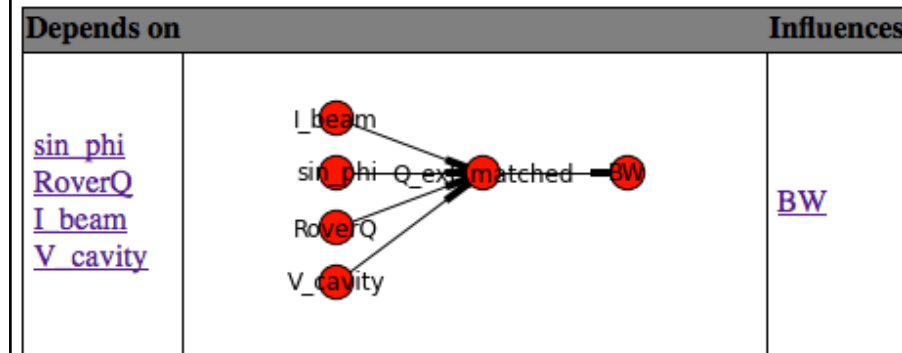 Depends on
Influences
sin_phi
RoverQ
I_beam
V_cavity
I_beam
sin_phi
Q_ext_matched
BW
RoverQ
V_cavity
BW